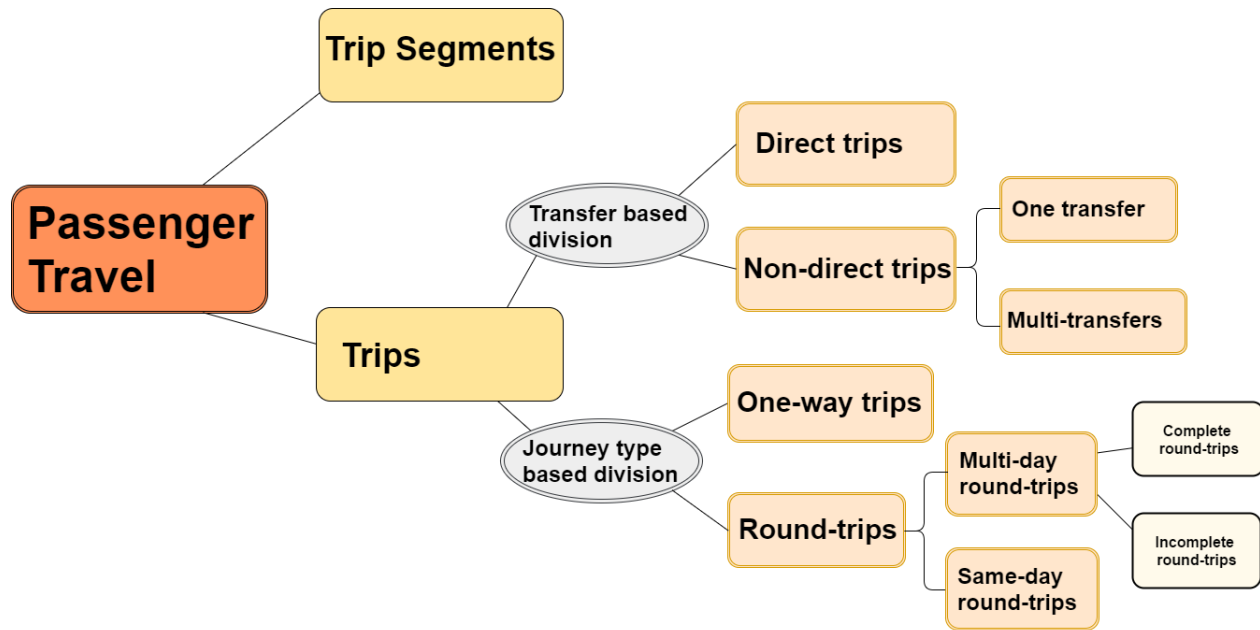 Trip Segments
Passenger
Travel
Trips
Transfer based
division
Direct trips
Non-direct trips
One transfer
Multi-transfers
Journey type
based division
One-way trips
Round-trips
Multi-day
round-trips
Same-day
round-trips
Complete
round-trips
Incomplete
round-trips